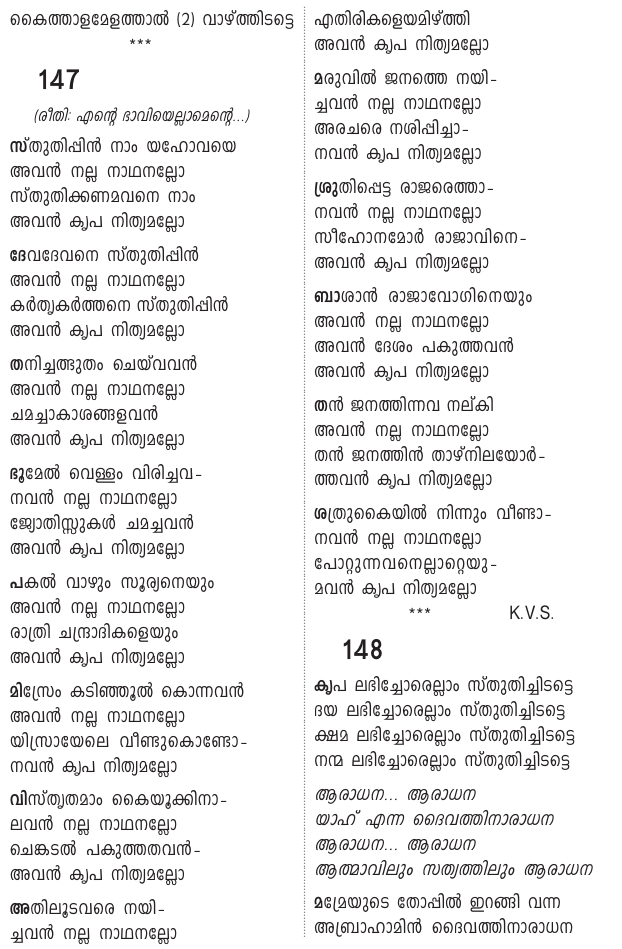 കൈത്താളമേളത്താൽ (2) വാഴ്ത്തിടട്ടെ
***
147
(രീതി: എന്റെ ഭാവിയെല്ലാമെന്റെ...)
സ്തുതിപ്പിൻ നാം യഹോവയെ
അവൻ നല്ല നാഥനല്ലോ
സ്തുതിക്കണമവനെ നാം
അവൻ കൃപ നിത്യമല്ലോ
ദേവദേവനെ സ്തുതിപ്പിൻ
അവൻ നല്ല നാഥനല്ലോ
കർതൃകർത്തനെ സ്തുതിപ്പിൻ
അവൻ കൃപ നിത്യമല്ലോ
തനിച്ചത്ഭുതം ചെയ്‌വവൻ
അവൻ നല്ല നാഥനല്ലോ
ചമച്ചാകാശങ്ങളവൻ
അവൻ കൃപ നിത്യമല്ലോ
ഭൂമേൽ വെള്ളം വിരിച്ചവ-
നവൻ നല്ല നാഥനല്ലോ
ജ്യോതിസ്സുകൾ ചമച്ചവൻ
അവൻ കൃപ നിത്യമല്ലോ
പകൽ വാഴും സൂര്യനെയും
അവൻ നല്ല നാഥനല്ലോ
രാത്രി ചന്ദ്രാദികളെയും
അവൻ കൃപ നിത്യമല്ലോ
മിസ്രേം കടിഞ്ഞൂൽ കൊന്നവൻ
അവൻ നല്ല നാഥനല്ലോ
യിസ്രായേലെ വീണ്ടുകൊണ്ടോ-
നവൻ കൃപ നിത്യമല്ലോ
വിസ്തൃതമാം കൈയൂക്കിനാ-
ലവൻ നല്ല നാഥനല്ലോ
ചെങ്കടൽ പകുത്തതവൻ-
അവൻ കൃപ നിത്യമല്ലോ
അതിലൂടവരെ നയി-
ച്ചവൻ നല്ല നാഥനല്ലോ
എതിരികളെയമിഴ്ത്തി
അവൻ കൃപ നിത്യമല്ലോ
മരുവിൽ ജനത്തെ നയി-
ച്ചവൻ നല്ല നാഥനല്ലോ
അരചരെ നശിപ്പിച്ചാ-
നവൻ കൃപ നിത്യമല്ലോ
ശ്രുതിപ്പെട്ട രാജരെത്താ-
നവൻ നല്ല നാഥനല്ലോ
സീഹോനമോർ രാജാവിനെ-
അവൻ കൃപ നിത്യമല്ലോ
ബാശാൻ രാജാവോഗിനെയും
അവൻ നല്ല നാഥനല്ലോ
അവൻ ദേശം പകുത്തവൻ
അവൻ കൃപ നിത്യമല്ലോ
തൻ ജനത്തിന്നവ നല്കി
അവൻ നല്ല നാഥനല്ലോ
തൻ ജനത്തിൻ താഴ്നിലയോർ-
ത്തവൻ കൃപ നിത്യമല്ലോ
ശത്രുകൈയിൽ നിന്നും വീണ്ടാ-
നവൻ നല്ല നാഥനല്ലോ
പോറ്റുന്നവനെല്ലാറ്റെയു-
മവൻ കൃപ നിത്യമല്ലോ
*** K.V.S.
148
കൃപ ലഭിച്ചോരെല്ലാം സ്തുതിച്ചിടട്ടെ
ദയ ലഭിച്ചോരെല്ലാം സ്തുതിച്ചിടട്ടെ
ക്ഷമ ലഭിച്ചോരെല്ലാം സ്തുതിച്ചിടട്ടെ
നന്മ ലഭിച്ചോരെല്ലാം സ്തുതിച്ചിടട്ടെ
ആരാധന... ആരാധന
യാഹ് എന്ന ദൈവത്തിനാരാധന
ആരാധന... ആരാധന
ആത്മാവിലും സത്യത്തിലും ആരാധന
മമ്രേയുടെ തോപ്പിൽ ഇറങ്ങി വന്ന
അബ്രാഹാമിൻ ദൈവത്തിനാരാധന